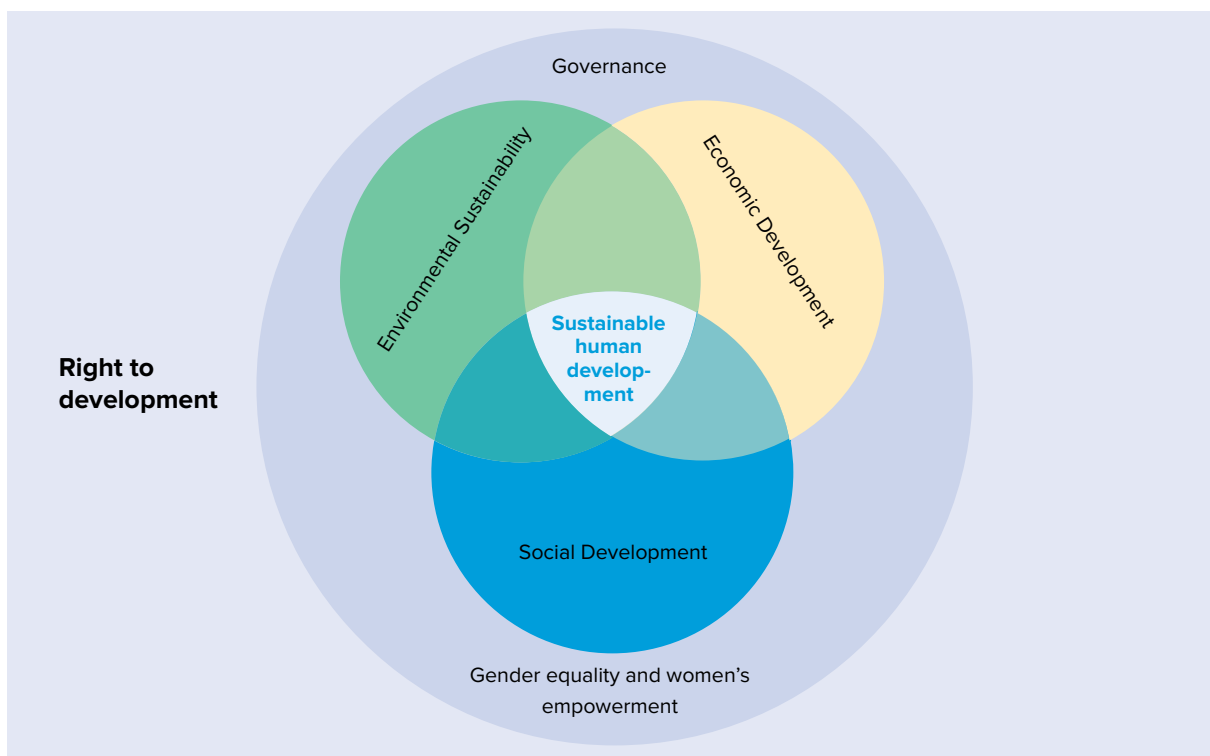 Governance
Environmental Sustainability
Economic Development
Sustainable
human
develop-
ment
Right to
development
Social Development
Gender equality and women’s
empowerment